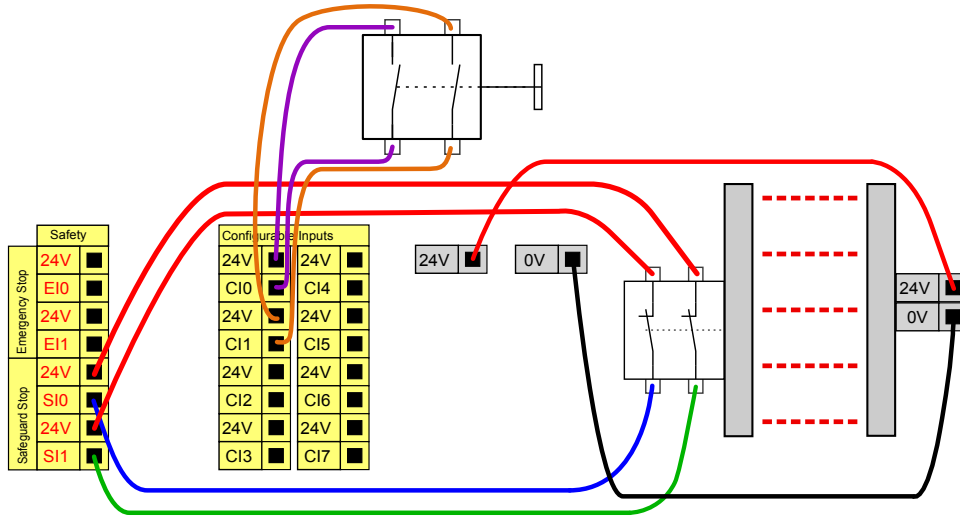 Safety
Emergency Stop
24V
EI0
24V
EI1
Safeguard Stop
24V
SI0
24V
SI1
Configurable Inputs
24V 24V
CI0 CI4
24V 24V
CI1 CI5
24V 24V
CI2 CI6
24V 24V
CI3 CI7
24V
0V
24V
0V